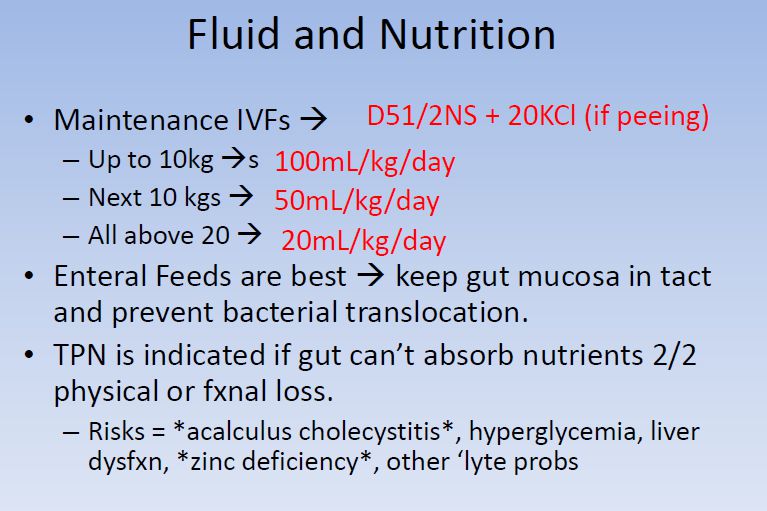 Fluid and Nutrition
• Maintenance IVFs → D51/2NS + 20KCl (if peeing)
– Up to 10kg →s 100mL/kg/day
– Next 10 kgs → 50mL/kg/day
– All above 20 → 20mL/kg/day
• Enteral Feeds are best → keep gut mucosa in tact
and prevent bacterial translocation.
• TPN is indicated if gut can’t absorb nutrients 2/2
physical or fxnal loss.
– Risks = *acalculus cholecystitis*, hyperglycemia, liver
dysfxn, *zinc deficiency*, other ‘lyte probs